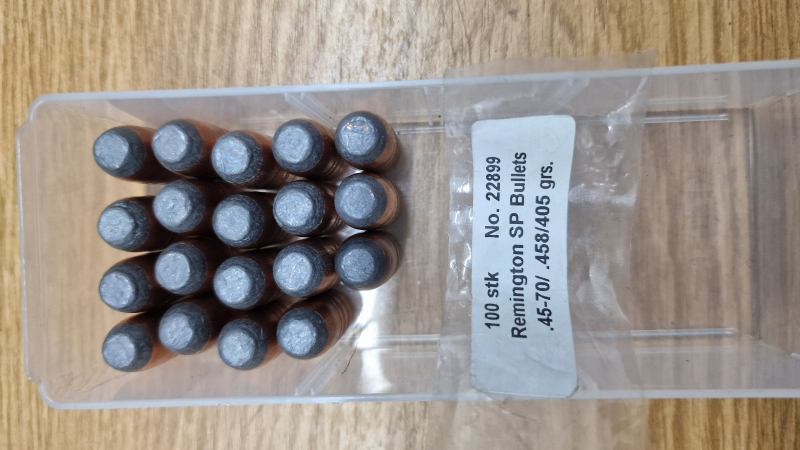 100 stk No. 22899
Remington SP Bullets
.45-70/ .458/405 grs.